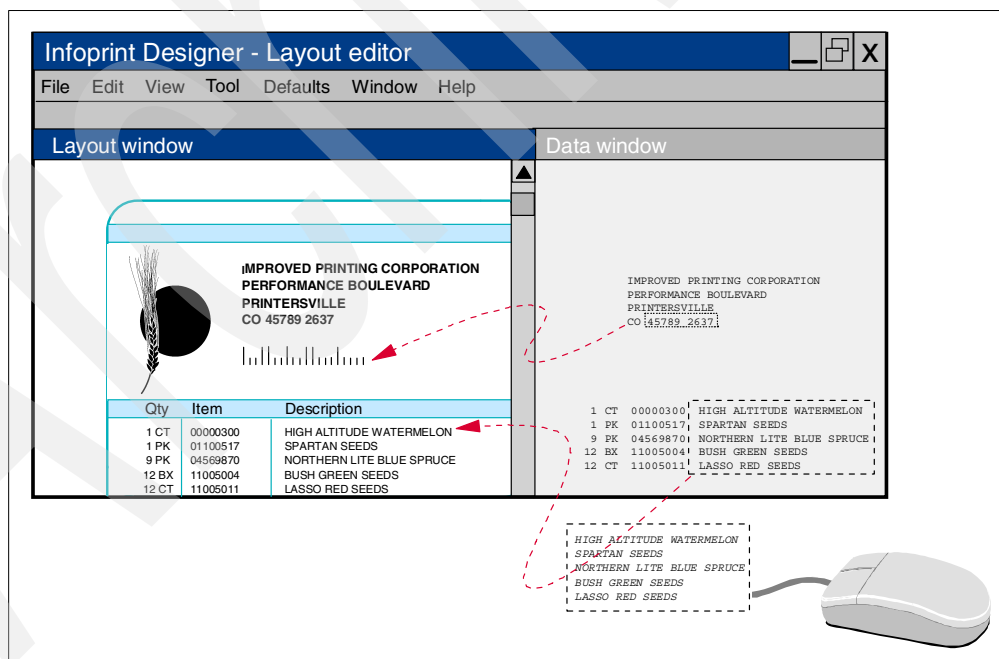 Infoprint Designer - Layout editor
X
File Edit View Tool Defaults Window Help
Layout window
Data window
IMPROVED PRINTING CORPORATION
PERFORMANCE BOULEVARD
PRINTERSVILLE
CO 45789 2637
Qty Item Description
1 CT 00000300 HIGH ALTITUDE WATERMELON
1 PK 01100517 SPARTAN SEEDS
9 PK 04569870 NORTHERN LITE BLUE SPRUCE
12 BX 11005004 BUSH GREEN SEEDS
12 CT 11005011 LASSO RED SEEDS
IMPROVED PRINTING CORPORATION
PERFORMANCE BOULEVARD
PRINTERSVILLE
CO 45789 2637
1 CT 00000300 HIGH ALTITUDE WATERMELON
1 PK 01100517 SPARTAN SEEDS
9 PK 04569870 NORTHERN LITE BLUE SPRUCE
12 BX 11005004 BUSH GREEN SEEDS
12 CT 11005011 LASSO RED SEEDS
HIGH ALTITUDE WATERMELON
SPARTAN SEEDS
NORTHERN LITE BLUE SPRUCE
BUSH GREEN SEEDS
LASSO RED SEEDS